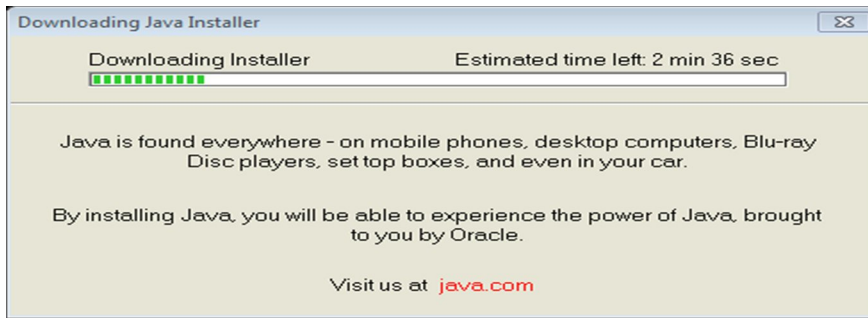 Downloading Java Installer
Downloading Installer Estimated time left: 2 min 36 sec
Java is found everywhere - on mobile phones, desktop computers, Blu-ray
Disc players, set top boxes, and even in your car.
By installing Java, you will be able to experience the power of Java, brought
to you by Oracle.
Visit us at java.com